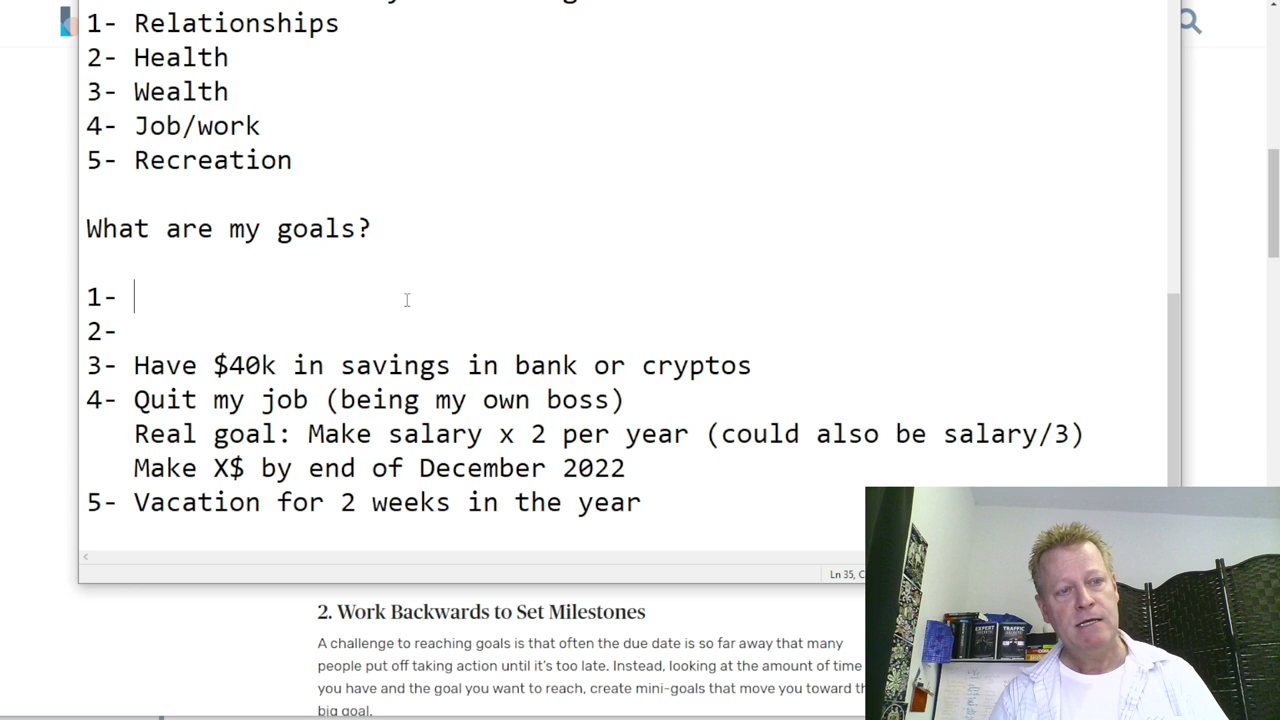 1- Relationships
2- Health
3- Wealth
4- Job/work
5- Recreation
What are my goals?
1-
2-
3- Have $40k in savings in bank or cryptos
4- Quit my job (being my own boss)
Real goal: Make salary x 2 per year (could also be salary/3)
Make X$ by end of December 2022
5- Vacation for 2 weeks in the year
Ln 35, C
2. Work Backwards to Set Milestones
A challenge to reaching goals is that often the due date is so far away that many
people put off taking action until it's too late. Instead, looking at the amount of time
you have and the goal you want to reach, create mini-goals that move you toward th
big goal.
EXPERT
SECRETS
TRAFFIC
SECRETS